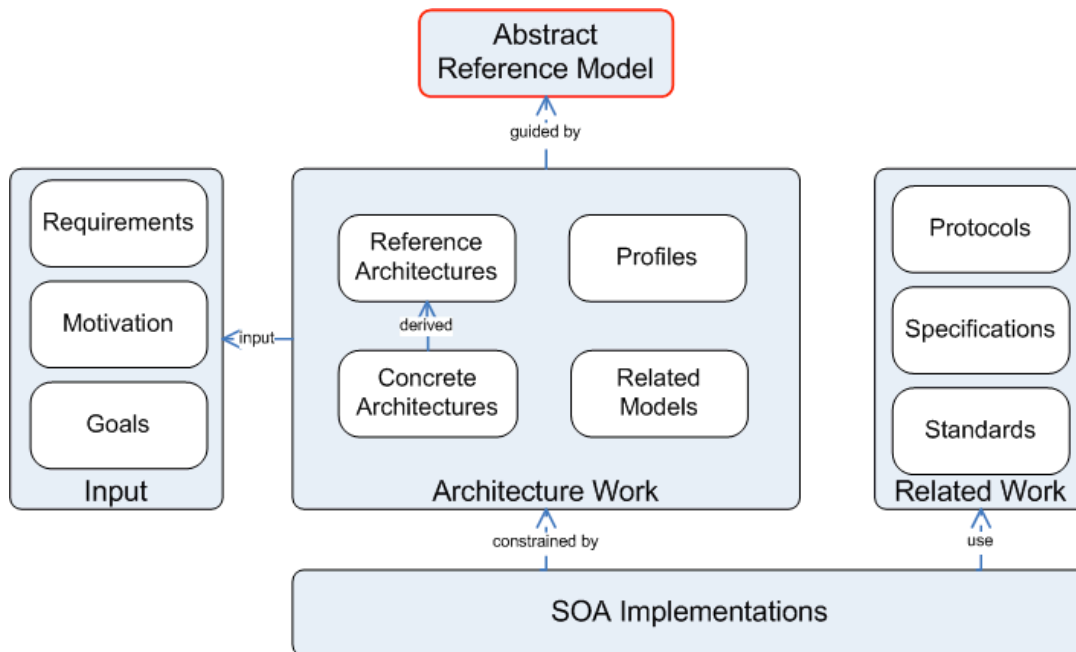 Abstract
Reference Model
guided by
Requirements
Motivation
Goals
Input
input
Reference
Architectures
Profiles
derived
Concrete
Architectures
Related
Models
Architecture Work
Protocols
Specifications
Standards
Related Work
constrained by
use
SOA Implementations